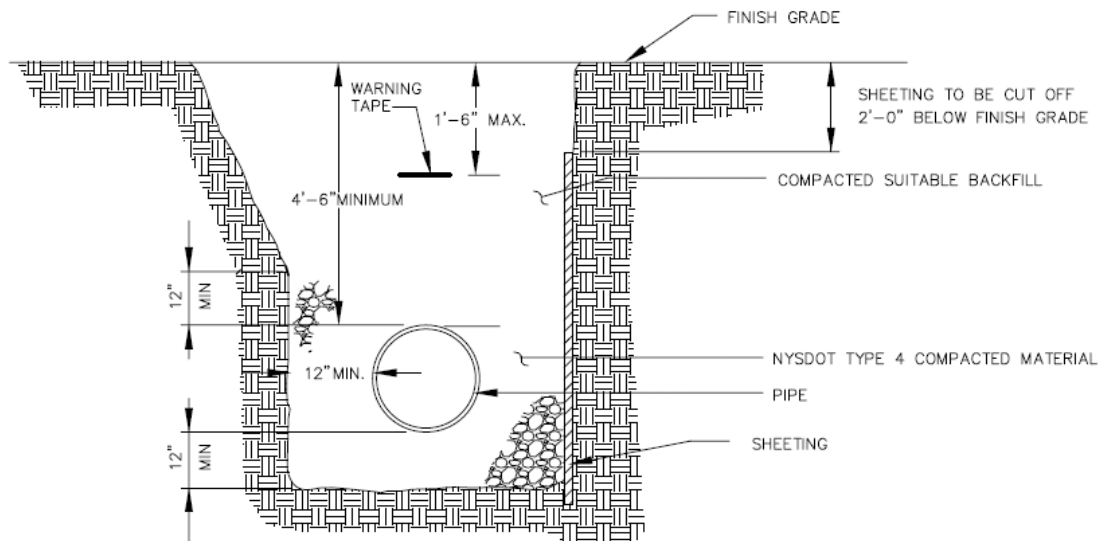 FINISH GRADE
WARNING
TAPE
1'-6" MAX.
SHEETING TO BE CUT OFF
2'-0" BELOW FINISH GRADE
COMPACTED SUITABLE BACKFILL
4'-6"MINIMUM
12"
MIN
12"MIN.
NYSDOT TYPE 4 COMPACTED MATERIAL
PIPE
12"
MIN
SHEETING